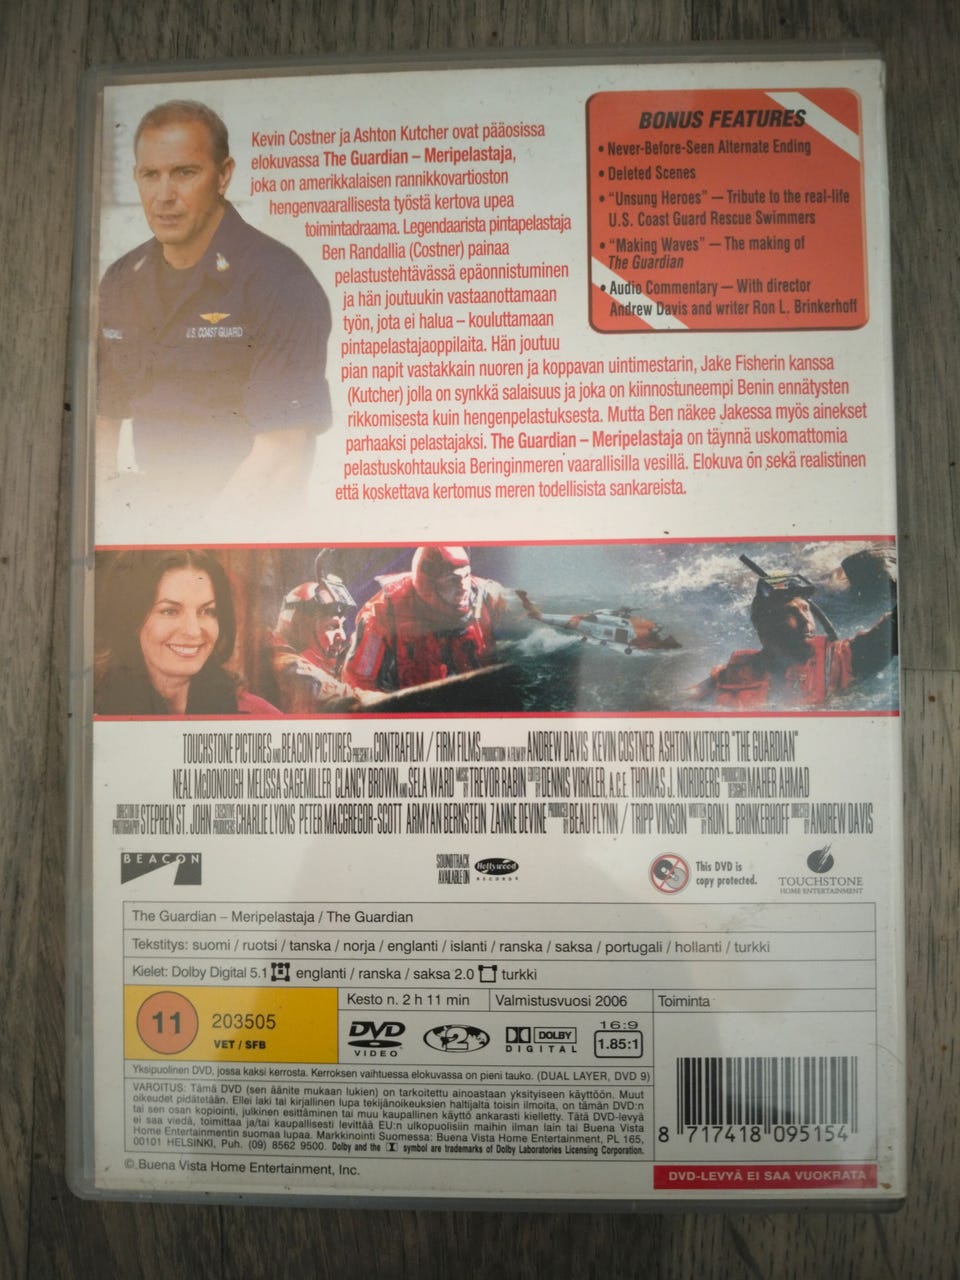 Kevin Costner ja Ashton Kutcher ovat pääosissa
elokuvassa The Guardian – Meripelastaja,
joka on amerikkalaisen rannikkovartioston
hengenvaarallisesta työstä kertova upea
toimintadraama. Legendaarista pintapelastaja
Ben Randallia (Costner) painaa
pelastustehtävässä epäonnistuminen
ja hän joutuukin vastaanottamaan
työn, jota ei halua – kouluttamaan
pintapelastajaoppilaita. Hän joutuu
pian napit vastakkain nuoren ja koppavan uintimestarin, Jake Fisherin kanssa
(Kutcher) jolla on synkkä salaisuus ja joka on kiinnostuneempi Benin ennätysten
rikkomisesta kuin hengenpelastuksesta. Mutta Ben näkee Jakessa myös ainekset
parhaaksi pelastajaksi. The Guardian – Meripelastaja on täynnä uskomattomia
pelastuskohtauksia Beringinmeren vaarallisilla vesillä. Elokuva on sekä realistinen
että koskettava kertomus meren todellisista sankareista.
BONUS FEATURES
• Never-Before-Seen Alternate Ending
• Deleted Scenes
• "Unsung Heroes" — Tribute to the real-life
U.S. Coast Guard Rescue Swimmers
• "Making Waves" — The making of
The Guardian
• Audio Commentary — With director
Andrew Davis and writer Ron L. Brinkerhoff
U.S. COAST GUARD
TOUCHSTONE PICTURES AND BEACON PICTURES PRESENT A CONTRAFILM / FIRM FILMS PRODUCTION A FILM BY ANDREW DAVIS KEVIN COSTNER ASHTON KUTCHER "THE GUARDIAN"
NEAL McDONOUGH MELISSA SAGEMILLER CLANCY BROWN AND SELA WARD MUSIC BY TREVOR RABIN EDITED BY DENNIS VIRKLER, A.C.E. THOMAS J. NORDBERG PRODUCTION DESIGNER MAHER AHMAD
DIRECTOR OF PHOTOGRAPHY STEPHEN ST. JOHN EXECUTIVE PRODUCERS CHARLIE LYONS PETER MACGREGOR-SCOTT ARMYAN BERNSTEIN ZANNE DEVINE PRODUCED BY BEAU FLYNN / TRIPP VINSON WRITTEN BY RON L. BRINKERHOFF DIRECTED BY ANDREW DAVIS
BEACON
SOUNDTRACK
AVAILABLE ON
Hollywood
RECORDS
This DVD is
copy protected.
TOUCHSTONE
HOME ENTERTAINMENT
The Guardian – Meripelastaja / The Guardian
Tekstitys: suomi / ruotsi / tanska / norja / englanti / islanti / ranska / saksa / portugali / hollanti / turkki
Kielet: Dolby Digital 5.1 englanti / ranska / saksa 2.0 turkki
11 203505
VET / SFB
Kesto n. 2 h 11 min
Valmistusvuosi 2006
Toiminta
DVD
VIDEO
2
DOLBY
DIGITAL
16:9
1.85:1
Yksipuolinen DVD, jossa kaksi kerrosta. Kerroksen vaihtuessa elokuvassa on pieni tauko. (DUAL LAYER, DVD 9)
VAROITUS: Tämä DVD (sen äänite mukaan lukien) on tarkoitettu ainoastaan yksityiseen käyttöön. Muut
oikeudet pidätetään. Ellei laki tai kirjallinen lupa tekijänoikeuksien haltijalta toisin ilmoita, on tämän DVD:n
tai sen osan kopiointi, julkinen esittäminen tai muu kaupallinen käyttö ankarasti kielletty. Tätä DVD-levyä
ei saa viedä, toimittaa ja/tai kaupallisesti levittää EU:n ulkopuolisiin maihin ilman lain tai Buena Vista
Home Entertainmentin suomaa lupaa. Markkinointi Suomessa: Buena Vista Home Entertainment, PL 165,
00101 HELSINKI, Puh. (09) 8562 9500. Dolby and the symbol are trademarks of Dolby Laboratories Licensing Corporation.
8 717418 095154
© Buena Vista Home Entertainment, Inc.
DVD-LEVYÄ EI SAA VUOKRATA